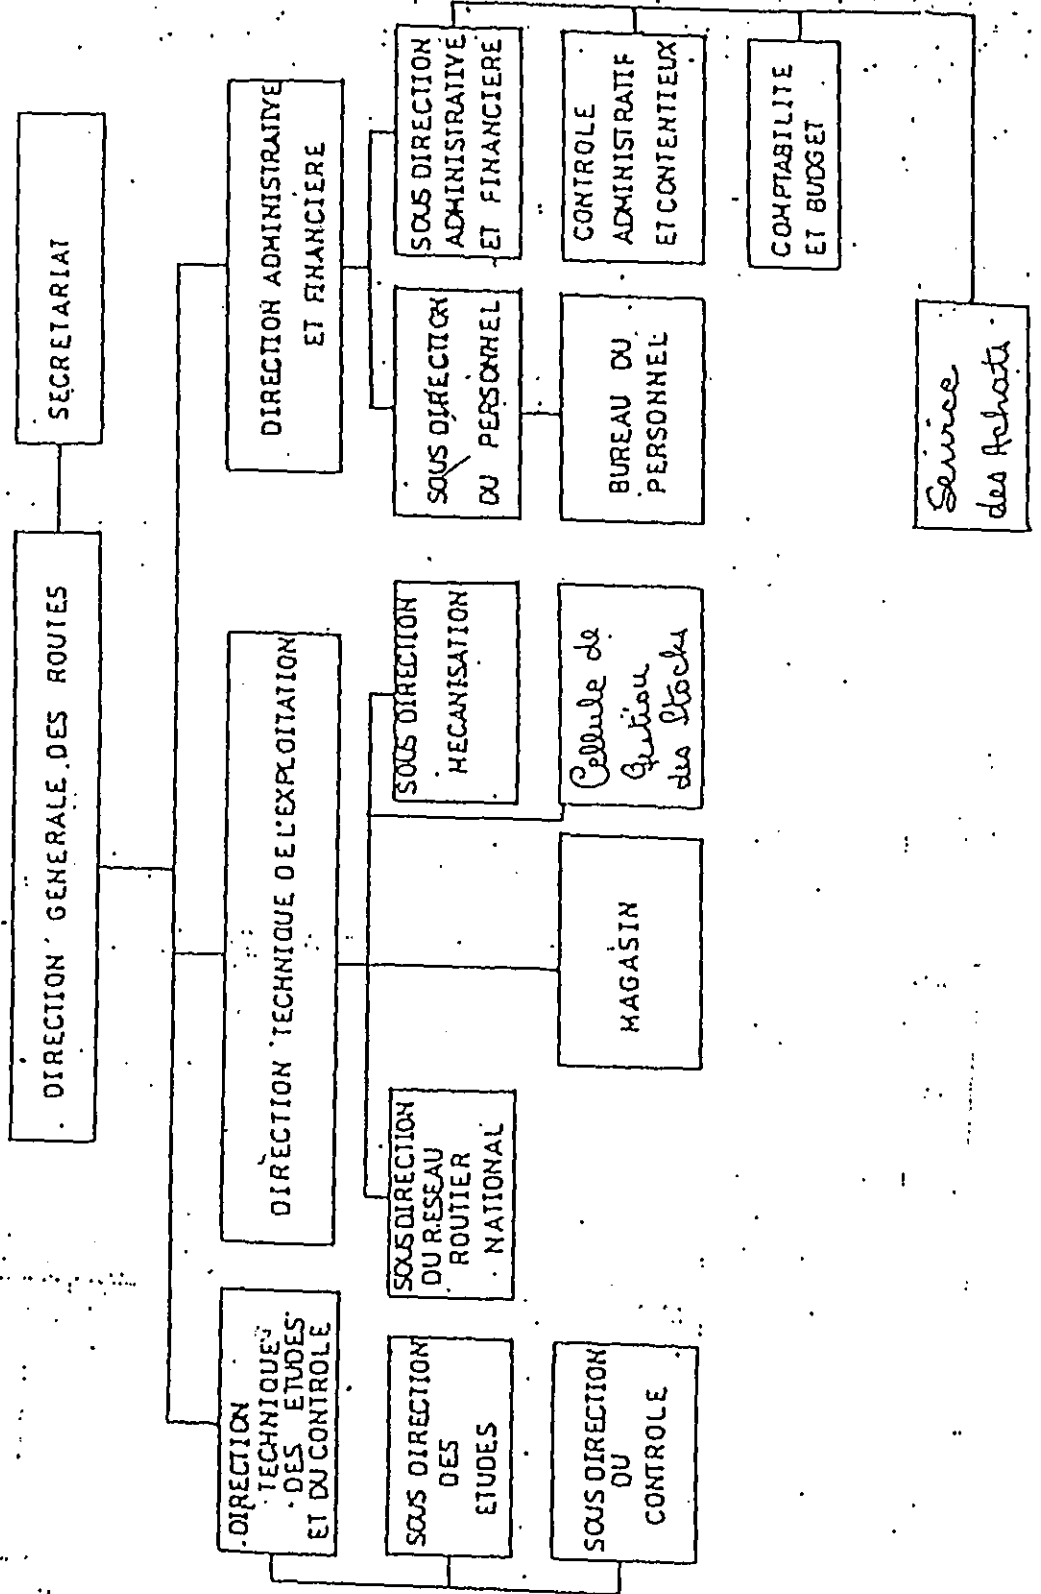 DIRECTION GENERALE DES ROUTES
SECRETARIAT
DIRECTION
TECHNIQUE
DES ETUDES
ET DU CONTROLE
DIRECTION TECHNIQUE DE L'EXPLOITATION
DIRECTION ADMINISTRATIVE
ET FINANCIERE
SOUS DIRECTION
DES
ETUDES
SOUS DIRECTION
DU RESEAU
ROUTIER
NATIONAL
SOUS DIRECTION
MECANISATION
SOUS DIRECTION
DU PERSONNEL
SOUS DIRECTION
ADMINISTRATIVE
ET FINANCIERE
SOUS DIRECTION
DU
CONTROLE
MAGASIN
Cellule de
Gestion
des Stocks
BUREAU DU
PERSONNEL
CONTROLE
ADMINISTRATIF
ET CONTENTIEUX
COMPTABILITE
ET BUDGET
Service
des Achats